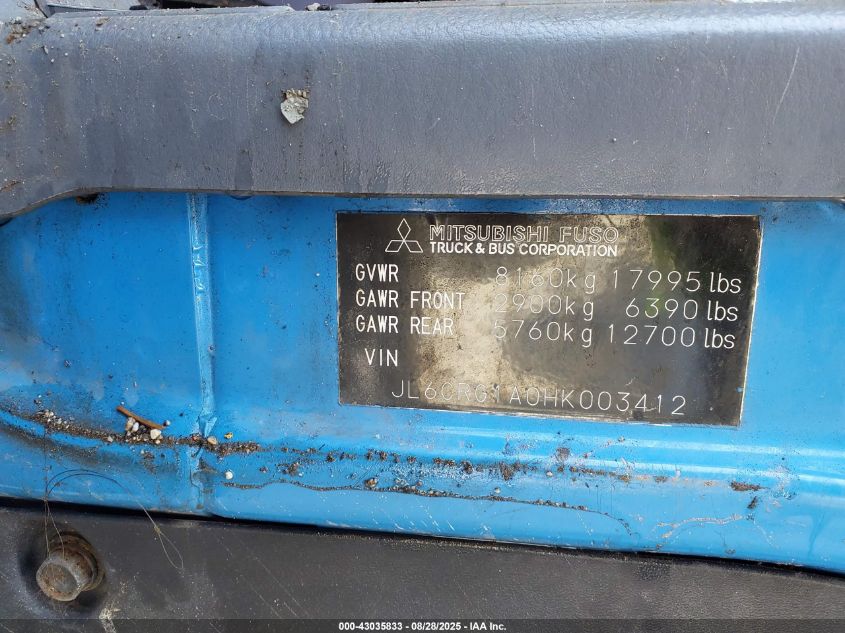 MITSUBISHI FUSO
TRUCK & BUS CORPORATION
GVWR 8160kg 17995 lbs
GAWR FRONT 2900kg 6390 lbs
GAWR REAR 5760kg 12700 lbs
VIN
JL6CRG1A0HK003412
000-43035833 - 08/28/2025 - IAA Inc.